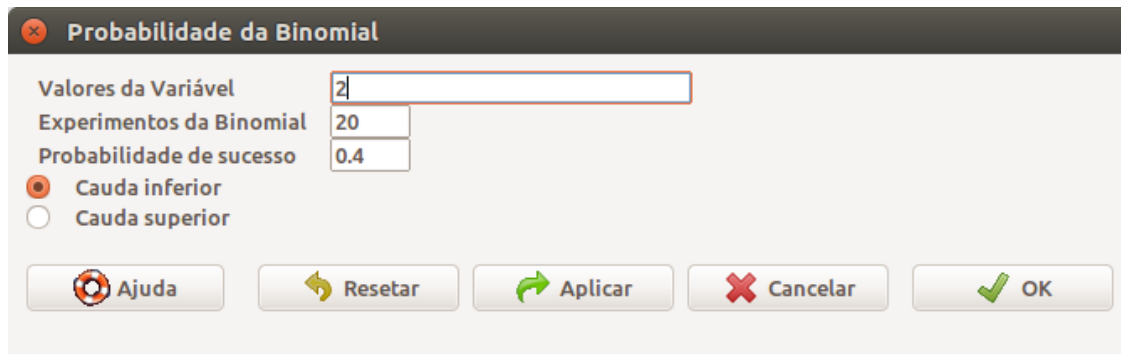 Probabilidade da Binomial
Valores da Variável 2
Experimentos da Binomial 20
Probabilidade de sucesso 0.4
Cauda inferior
Cauda superior
Ajuda Resetar Aplicar Cancelar OK